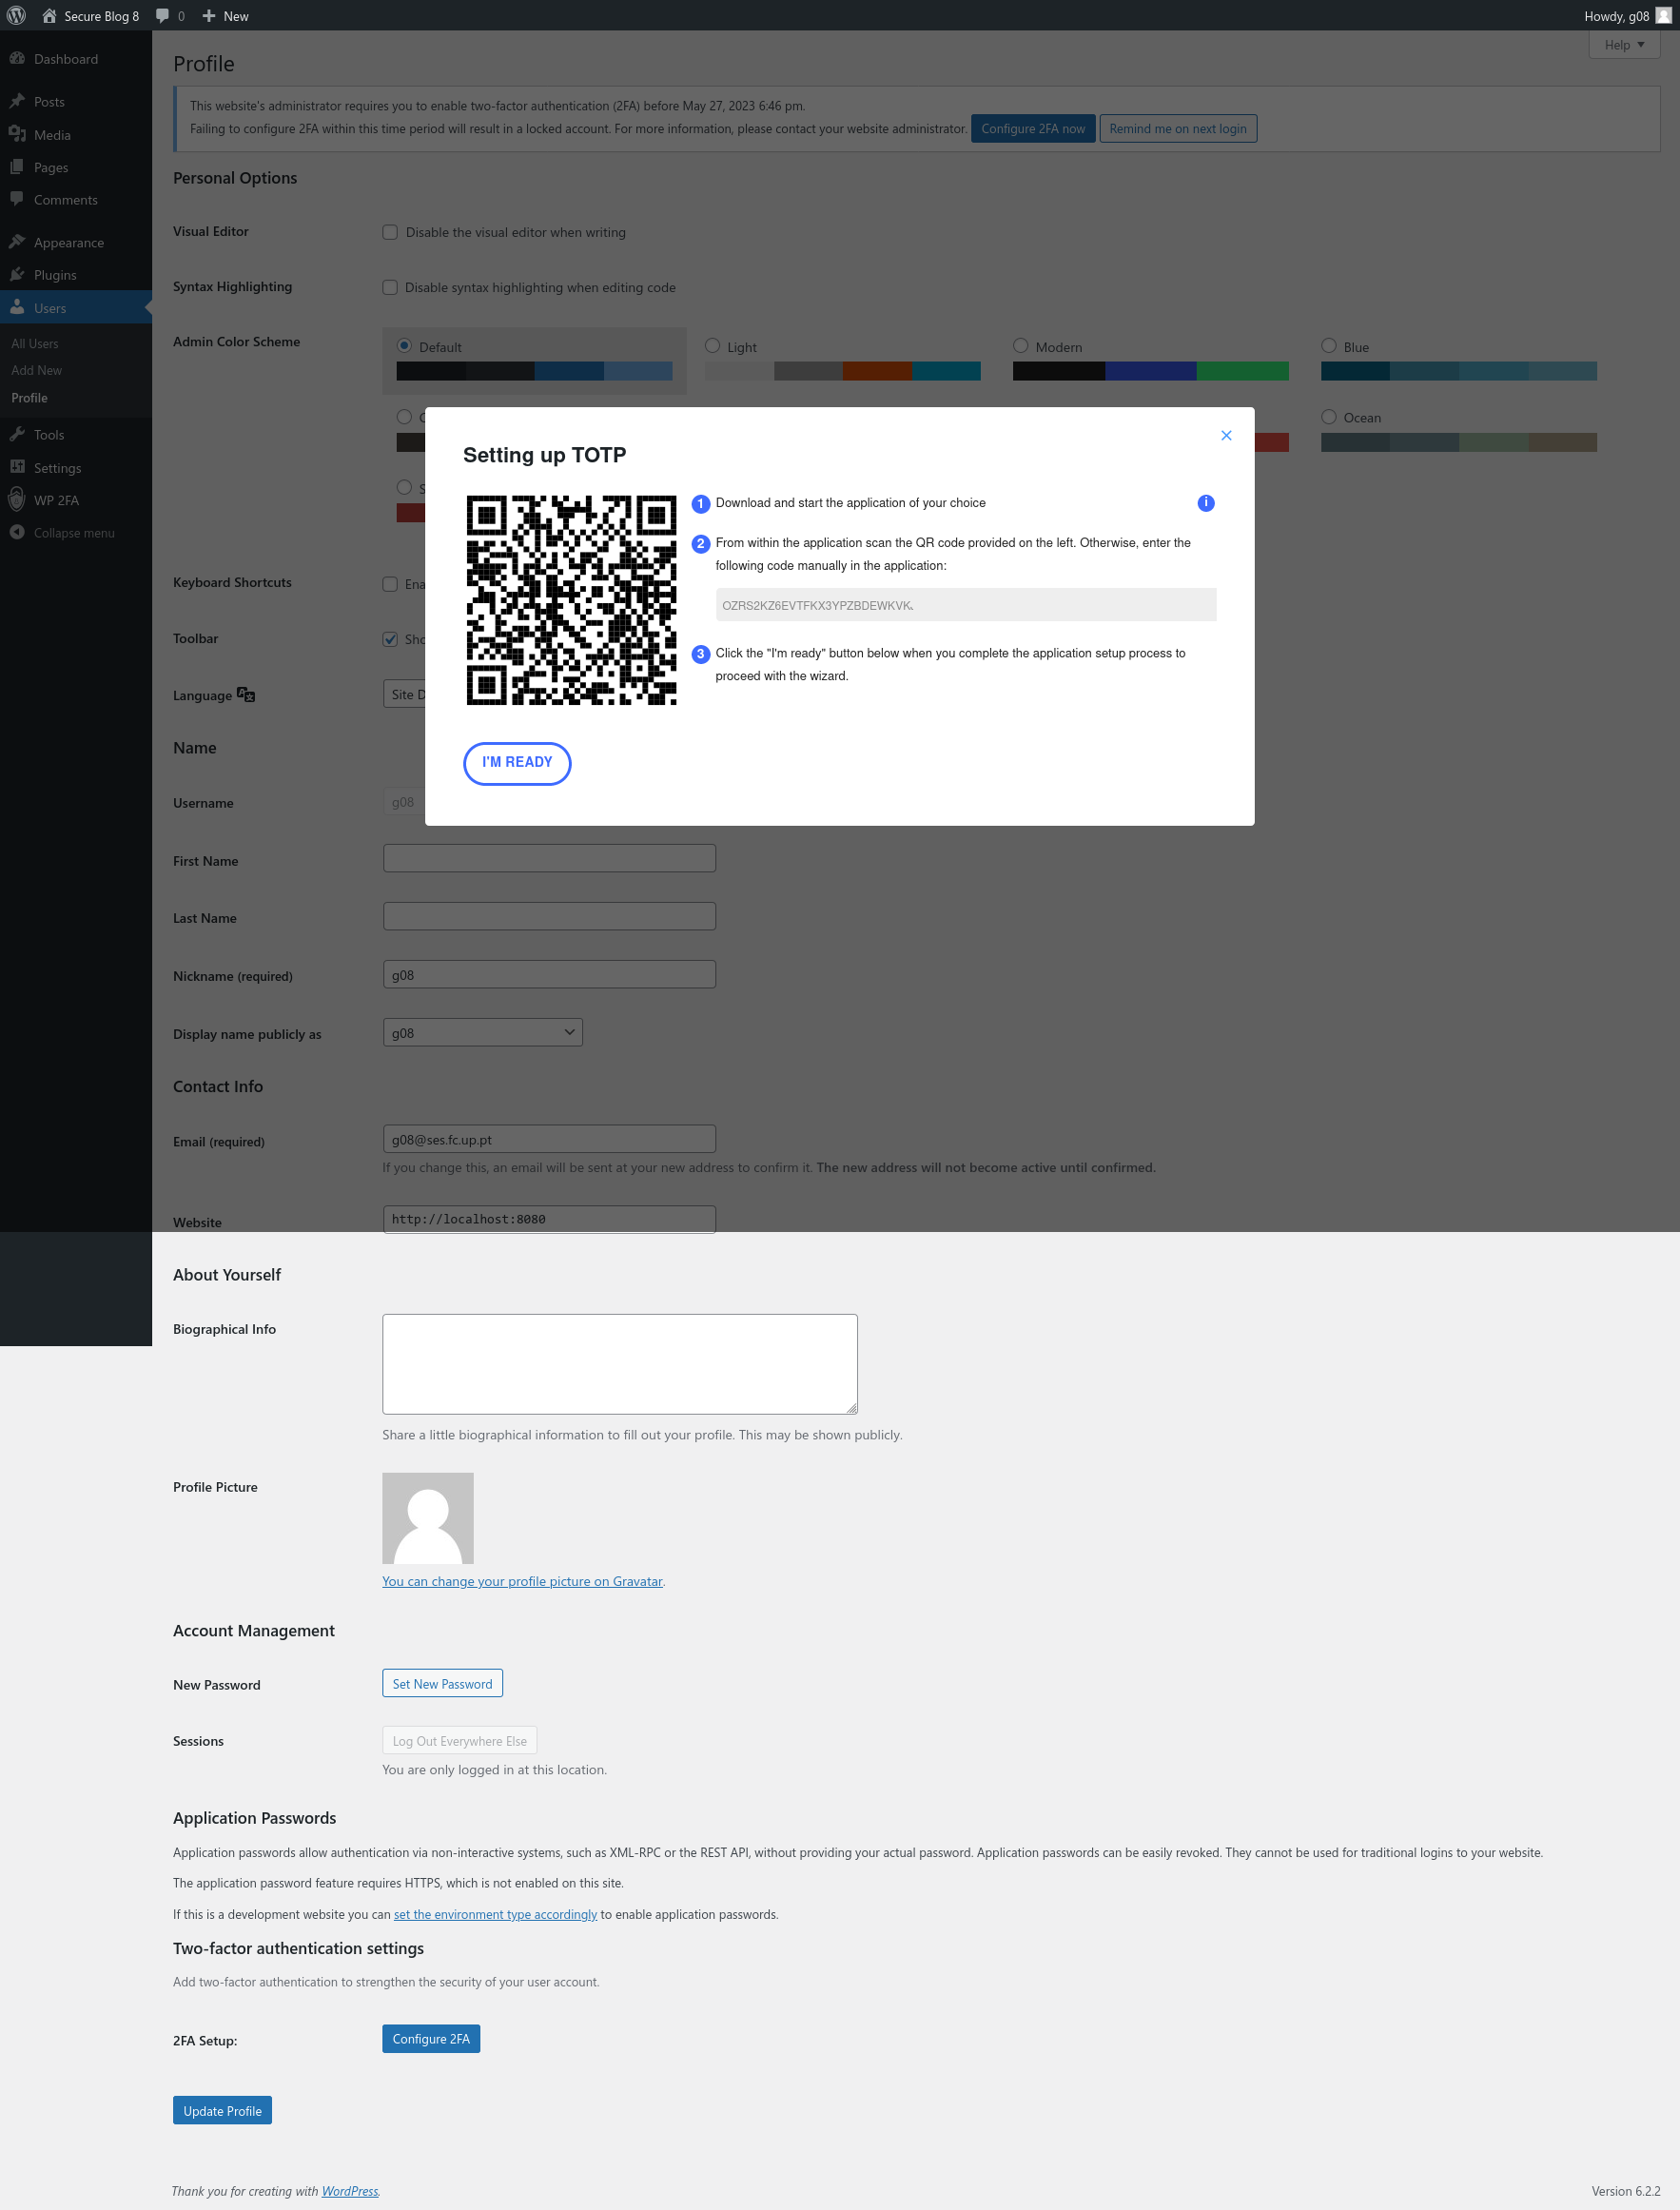 Secure Blog 8
0
New
Howdy, g08
Help
Dashboard
Posts
Media
Pages
Comments
Appearance
Plugins
Users
All Users
Add New
Profile
Tools
Settings
WP 2FA
Collapse menu
Profile
This website's administrator requires you to enable two-factor authentication (2FA) before May 27, 2023 6:46 pm.
Failing to configure 2FA within this time period will result in a locked account. For more information, please contact your website administrator. Configure 2FA now Remind me on next login
Personal Options
Visual Editor
Disable the visual editor when writing
Syntax Highlighting
Disable syntax highlighting when editing code
Admin Color Scheme
Default
Light
Modern
Blue
Ocean
Setting up TOTP
1 Download and start the application of your choice
i
2 From within the application scan the QR code provided on the left. Otherwise, enter the
following code manually in the application:
OZRS2KZ6EVTFKX3YPZBDEWKVK
3 Click the "I'm ready" button below when you complete the application setup process to
proceed with the wizard.
I'M READY
Keyboard Shortcuts
Toolbar
Language
Site
Name
Username
g08
First Name
Last Name
Nickname (required)
g08
Display name publicly as
g08
Contact Info
Email (required)
g08@ses.fc.up.pt
If you change this, an email will be sent at your new address to confirm it. The new address will not become active until confirmed.
Website
http://localhost:8080
About Yourself
Biographical Info
Share a little biographical information to fill out your profile. This may be shown publicly.
Profile Picture
You can change your profile picture on Gravatar.
Account Management
New Password
Set New Password
Sessions
Log Out Everywhere Else
You are only logged in at this location.
Application Passwords
Application passwords allow authentication via non-interactive systems, such as XML-RPC or the REST API, without providing your actual password. Application passwords can be easily revoked. They cannot be used for traditional logins to your website.
The application password feature requires HTTPS, which is not enabled on this site.
If this is a development website you can set the environment type accordingly to enable application passwords.
Two-factor authentication settings
Add two-factor authentication to strengthen the security of your user account.
2FA Setup:
Configure 2FA
Update Profile
Thank you for creating with WordPress.
Version 6.2.2